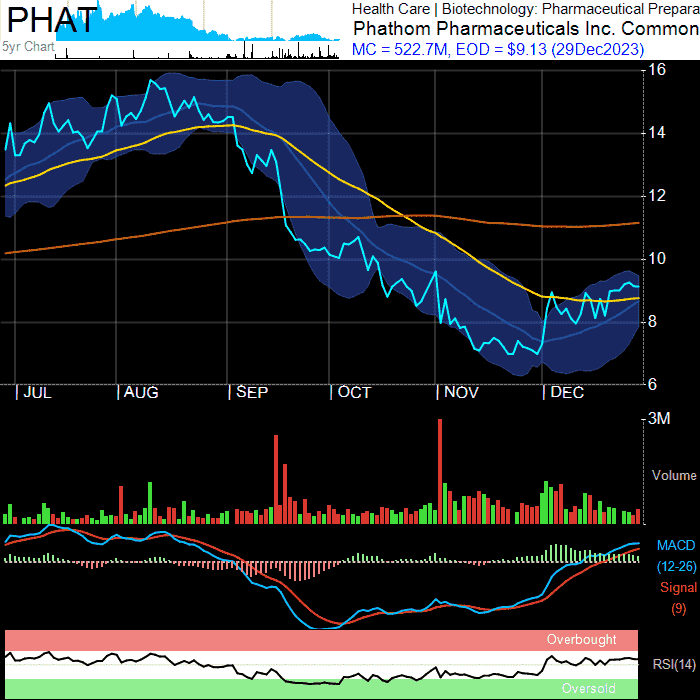 PHAT
Health Care | Biotechnology: Pharmaceutical Prepara
Phathom Pharmaceuticals Inc. Common
5yr Chart
MC = 522.7M, EOD = $9.13 (29Dec2023)
16
14
12
10
8
6
| JUL | AUG | SEP | OCT | NOV | DEC
3M
Volume
MACD
(12-26)
Signal
(9)
Overbought
RSI(14)
Oversold